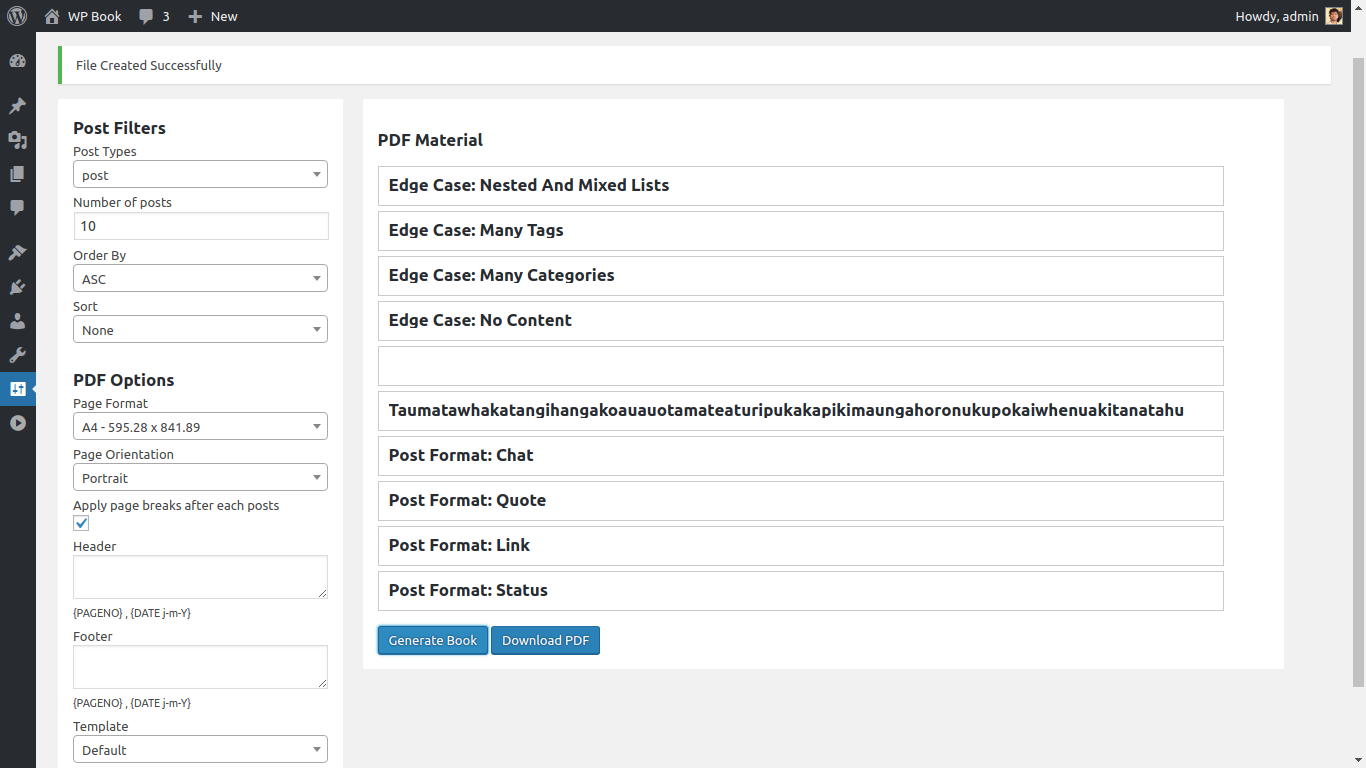 WP Book 3 New Howdy, admin
File Created Successfully
Post Filters
Post Types
post
Number of posts
10
Order By
ASC
Sort
None
PDF Options
Page Format
A4 - 595.28 x 841.89
Page Orientation
Portrait
Apply page breaks after each posts
Header
{PAGENO} , {DATE j-m-Y}
Footer
{PAGENO} , {DATE j-m-Y}
Template
Default
PDF Material
Edge Case: Nested And Mixed Lists
Edge Case: Many Tags
Edge Case: Many Categories
Edge Case: No Content
Taumatawhakatangihangakoauauotamateaturipukakapikimaungahoronukupokaiwhenuakitanatahu
Post Format: Chat
Post Format: Quote
Post Format: Link
Post Format: Status
Generate Book Download PDF